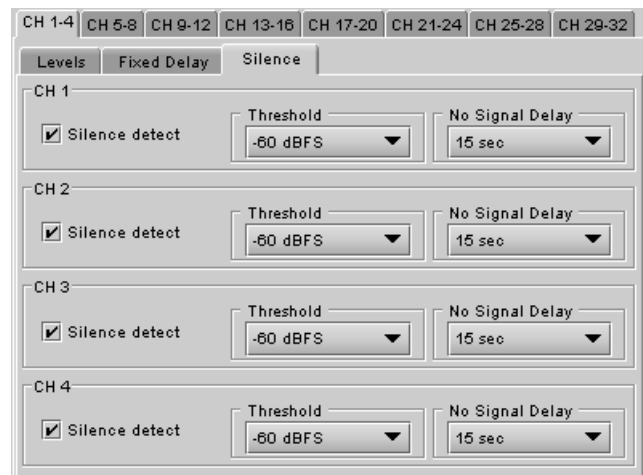 CH 1-4 CH 5-8 CH 9-12 CH 13-16 CH 17-20 CH 21-24 CH 25-28 CH 29-32
Levels Fixed Delay Silence
CH 1
Silence detect
Threshold
-60 dBFS
No Signal Delay
15 sec
CH 2
Silence detect
Threshold
-60 dBFS
No Signal Delay
15 sec
CH 3
Silence detect
Threshold
-60 dBFS
No Signal Delay
15 sec
CH 4
Silence detect
Threshold
-60 dBFS
No Signal Delay
15 sec